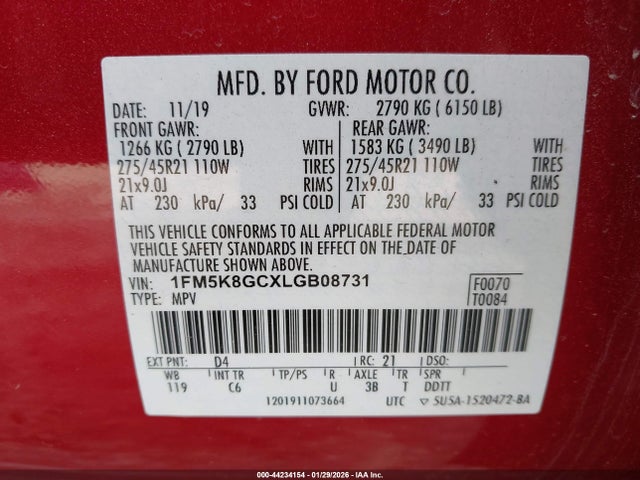 MFD. BY FORD MOTOR CO.
DATE: 11/19 GVWR: 2790 KG ( 6150 LB)
FRONT GAWR: REAR GAWR:
1266 KG ( 2790 LB) WITH 1583 KG ( 3490 LB) WITH
275/45R21 110W TIRES 275/45R21 110W TIRES
21x9.0J RIMS 21x9.0J RIMS
AT 230 kPa/ 33 PSI COLD AT 230 kPa/ 33 PSI COLD
THIS VEHICLE CONFORMS TO ALL APPLICABLE FEDERAL MOTOR
VEHICLE SAFETY STANDARDS IN EFFECT ON THE DATE OF
MANUFACTURE SHOWN ABOVE.
VIN: 1FM5K8GCXLGB08731 F0070
TYPE: MPV T0084
EXT PNT: D4 RC: 21 DSO:
WB INT TR TP/PS R AXLE TR SPR
119 C6 U 3B T DDTT
1201911073664 UTC SU5A-1520472-BA
000-44234154 | 01/29/2026 | IAA Inc.